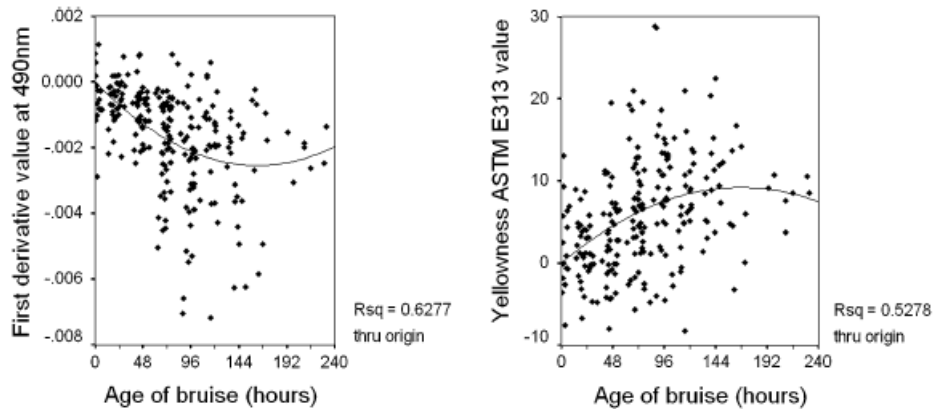 First derivative value at 490nm
.002
0.000
-.002
-.004
-.006
-.008
0 48 96 144 192 240
Age of bruise (hours)
Rsq = 0.6277
thru origin
Yellowness ASTM E313 value
30
20
10
0
-10
0 48 96 144 192 240
Age of bruise (hours)
Rsq = 0.5278
thru origin